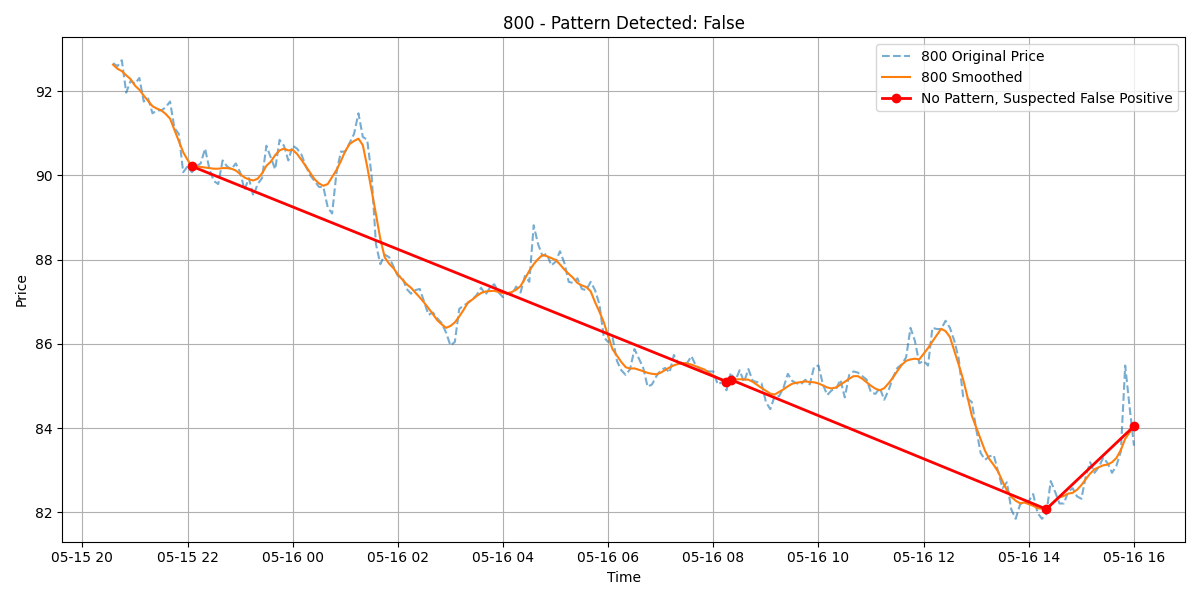 800 - Pattern Detected: False
800 Original Price
800 Smoothed
No Pattern, Suspected False Positive
Price
92
90
88
86
84
82
05-15 20 05-15 22 05-16 00 05-16 02 05-16 04 05-16 06 05-16 08 05-16 10 05-16 12 05-16 14 05-16 16
Time